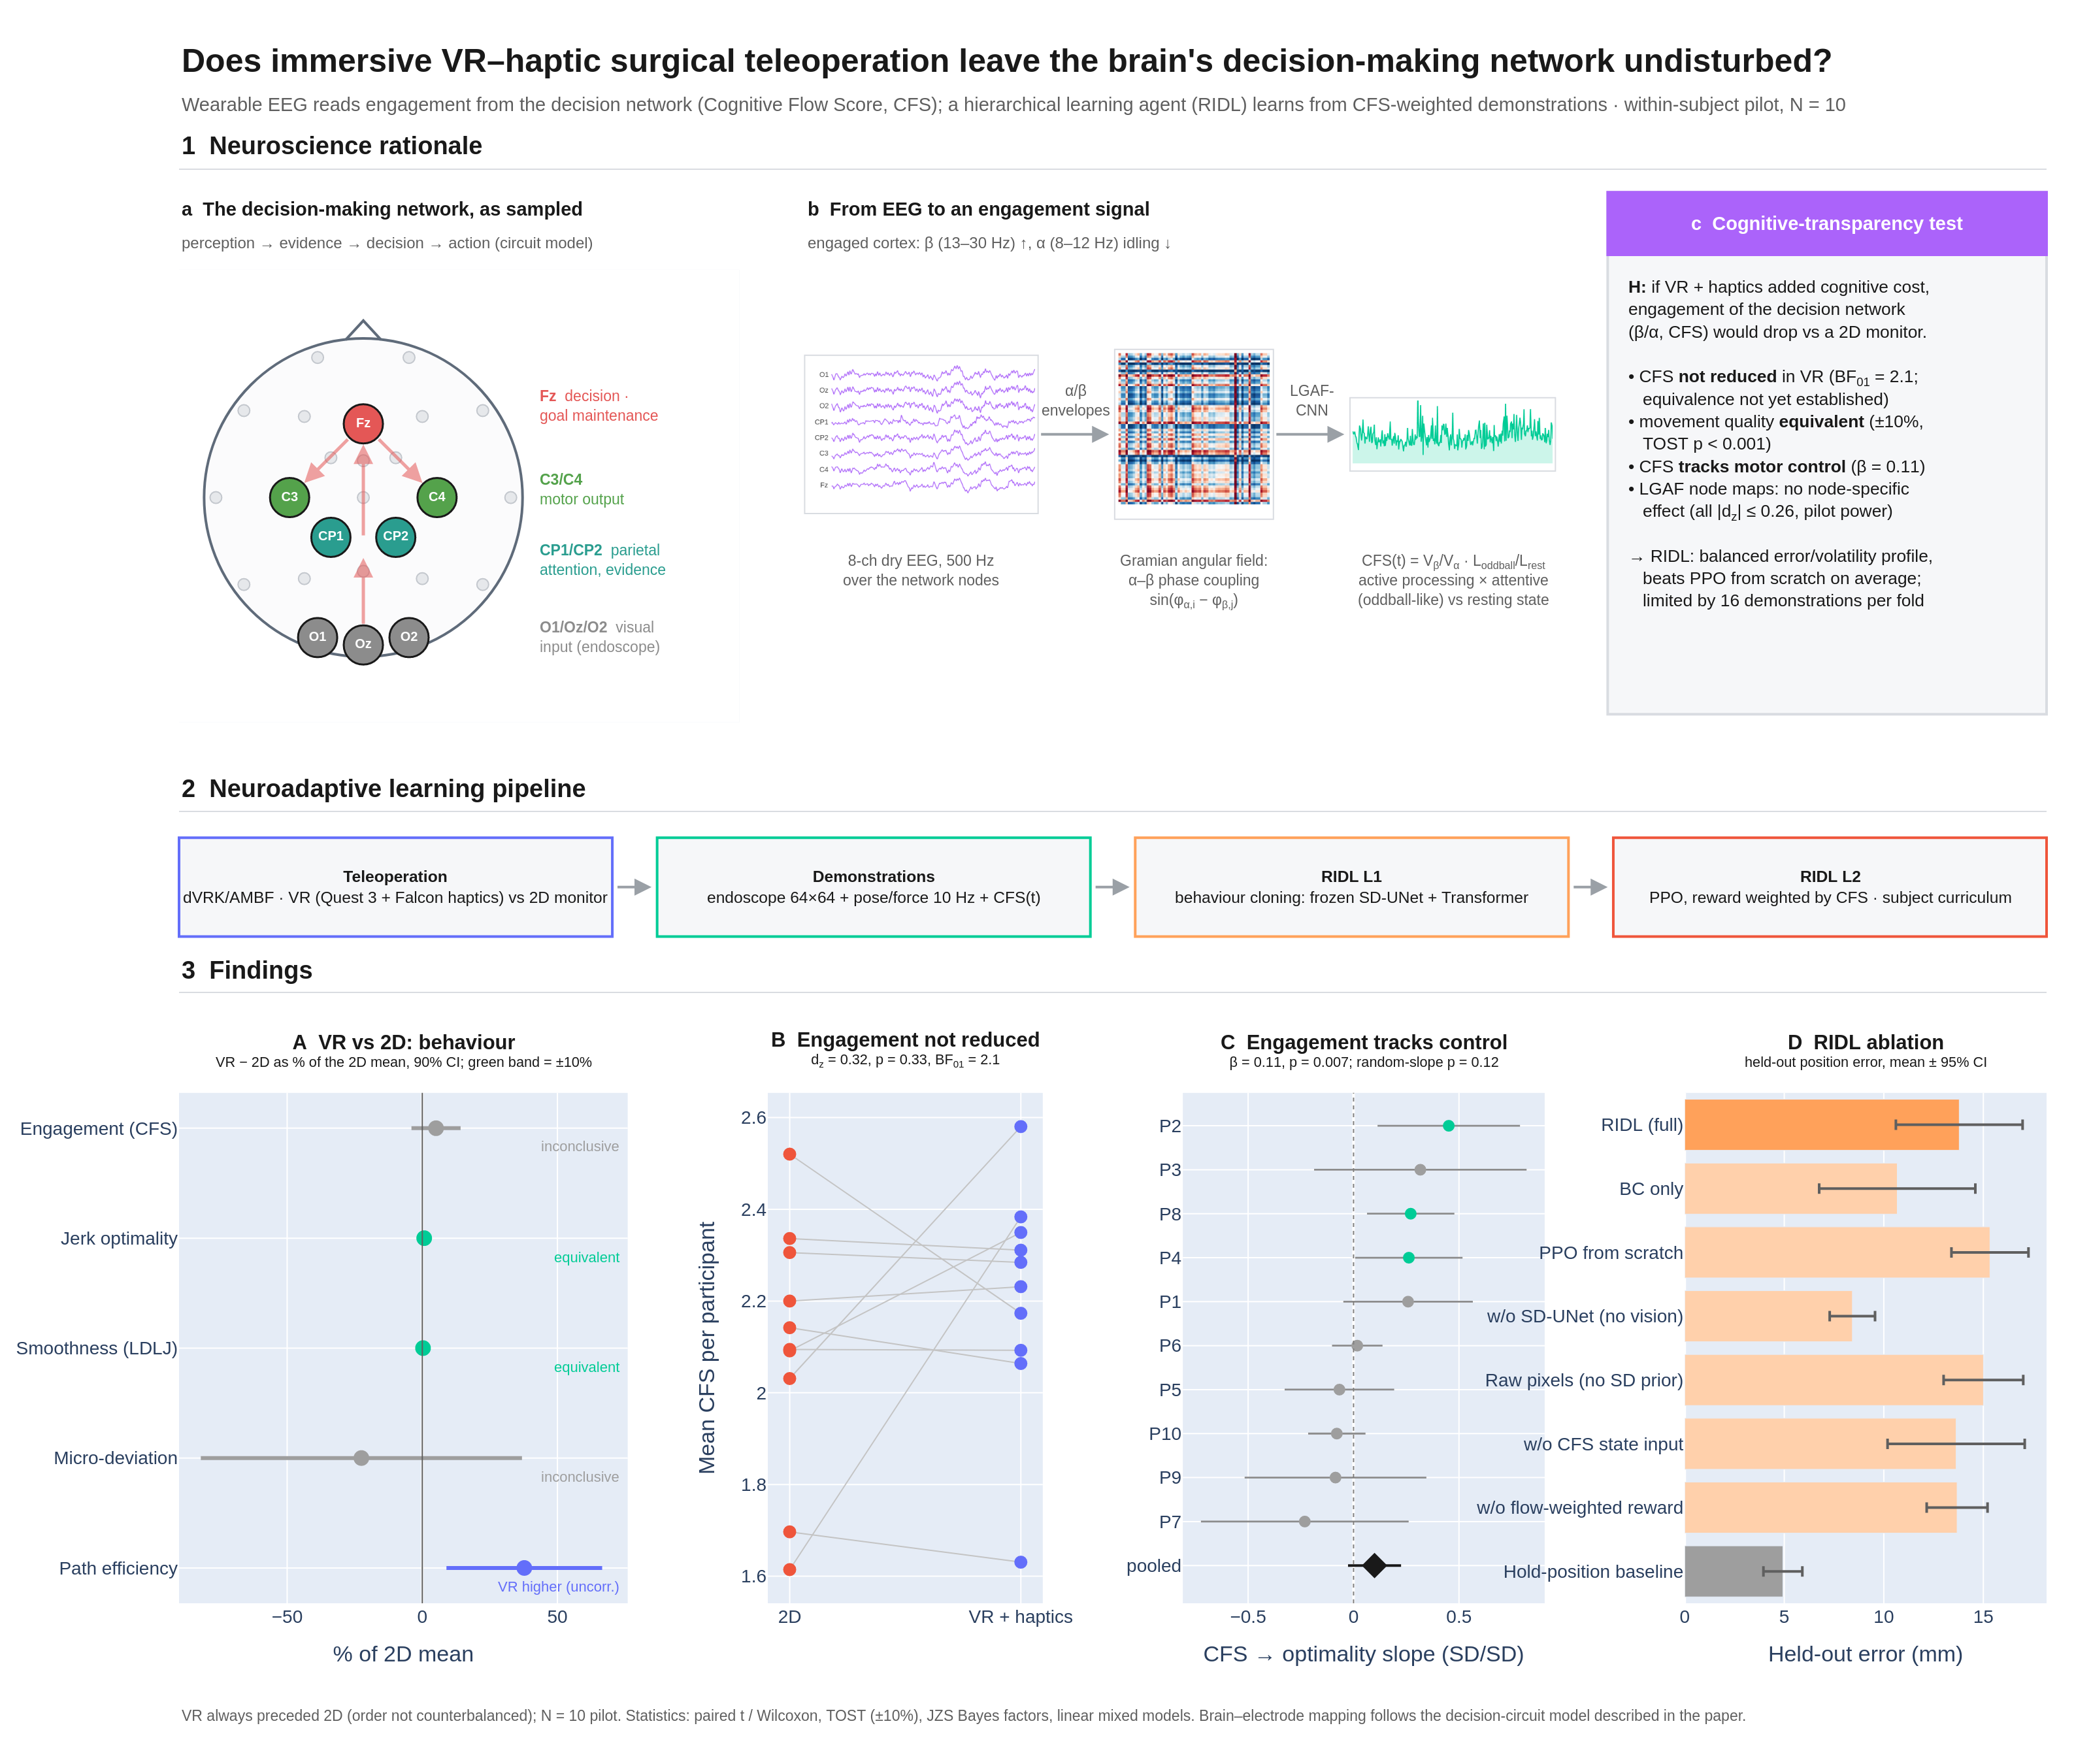 Does immersive VR–haptic surgical teleoperation leave the brain's decision-making network undisturbed?
Wearable EEG reads engagement from the decision network (Cognitive Flow Score, CFS); a hierarchical learning agent (RIDL) learns from CFS-weighted demonstrations · within-subject pilot, N = 10
1 Neuroscience rationale
a The decision-making network, as sampled
perception → evidence → decision → action (circuit model)
Fz
C3
C4
CP1
CP2
O1
Oz
O2
Fz decision ·
goal maintenance
C3/C4
motor output
CP1/CP2 parietal
attention, evidence
O1/Oz/O2 visual
input (endoscope)
b From EEG to an engagement signal
engaged cortex: β (13–30 Hz) ↑, α (8–12 Hz) idling ↓
O1
Oz
O2
CP1
CP2
C3
C4
Fz
α/β
envelopes
LGAF-
CNN
8-ch dry EEG, 500 Hz
over the network nodes
Gramian angular field:
α–β phase coupling
sin(φα,i − φβ,j)
CFS(t) = Vβ/Vα · Loddball/Lrest
active processing × attentive
(oddball-like) vs resting state
c Cognitive-transparency test
H: if VR + haptics added cognitive cost,
engagement of the decision network
(β/α, CFS) would drop vs a 2D monitor.
• CFS not reduced in VR (BF01 = 2.1;
equivalence not yet established)
• movement quality equivalent (±10%,
TOST p < 0.001)
• CFS tracks motor control (β = 0.11)
• LGAF node maps: no node-specific
effect (all |dz| ≤ 0.26, pilot power)
→ RIDL: balanced error/volatility profile,
beats PPO from scratch on average;
limited by 16 demonstrations per fold
2 Neuroadaptive learning pipeline
Teleoperation
dVRK/AMBF · VR (Quest 3 + Falcon haptics) vs 2D monitor
Demonstrations
endoscope 64×64 + pose/force 10 Hz + CFS(t)
RIDL L1
behaviour cloning: frozen SD-UNet + Transformer
RIDL L2
PPO, reward weighted by CFS · subject curriculum
3 Findings
A VR vs 2D: behaviour
VR − 2D as % of the 2D mean, 90% CI; green band = ±10%
Engagement (CFS)
inconclusive
Jerk optimality
equivalent
Smoothness (LDLJ)
equivalent
Micro-deviation
inconclusive
Path efficiency
VR higher (uncorr.)
−50
0
50
% of 2D mean
B Engagement not reduced
dz = 0.32, p = 0.33, BF01 = 2.1
Mean CFS per participant
2.6
2.4
2.2
2
1.8
1.6
2D
VR + haptics
C Engagement tracks control
β = 0.11, p = 0.007; random-slope p = 0.12
P2
P3
P8
P4
P1
P6
P5
P10
P9
P7
pooled
−0.5
0
0.5
CFS → optimality slope (SD/SD)
D RIDL ablation
held-out position error, mean ± 95% CI
RIDL (full)
BC only
PPO from scratch
w/o SD-UNet (no vision)
Raw pixels (no SD prior)
w/o CFS state input
w/o flow-weighted reward
Hold-position baseline
0
5
10
15
Held-out error (mm)
VR always preceded 2D (order not counterbalanced); N = 10 pilot. Statistics: paired t / Wilcoxon, TOST (±10%), JZS Bayes factors, linear mixed models. Brain–electrode mapping follows the decision-circuit model described in the paper.